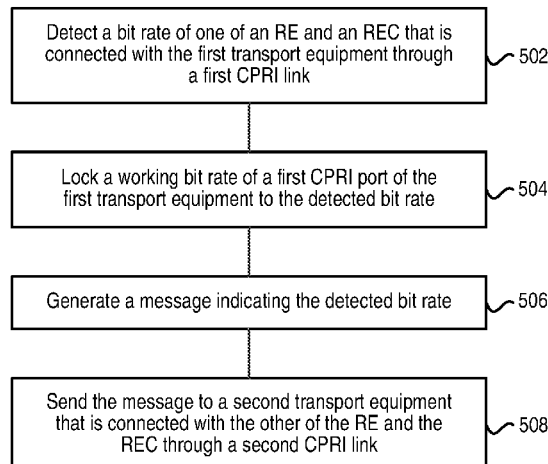 Detect a bit rate of one of an RE and an REC that is
connected with the first transport equipment through
a first CPRI link
502
Lock a working bit rate of a first CPRI port of the
first transport equipment to the detected bit rate
504
Generate a message indicating the detected bit rate
506
Send the message to a second transport equipment
that is connected with the other of the RE and the
REC through a second CPRI link
508